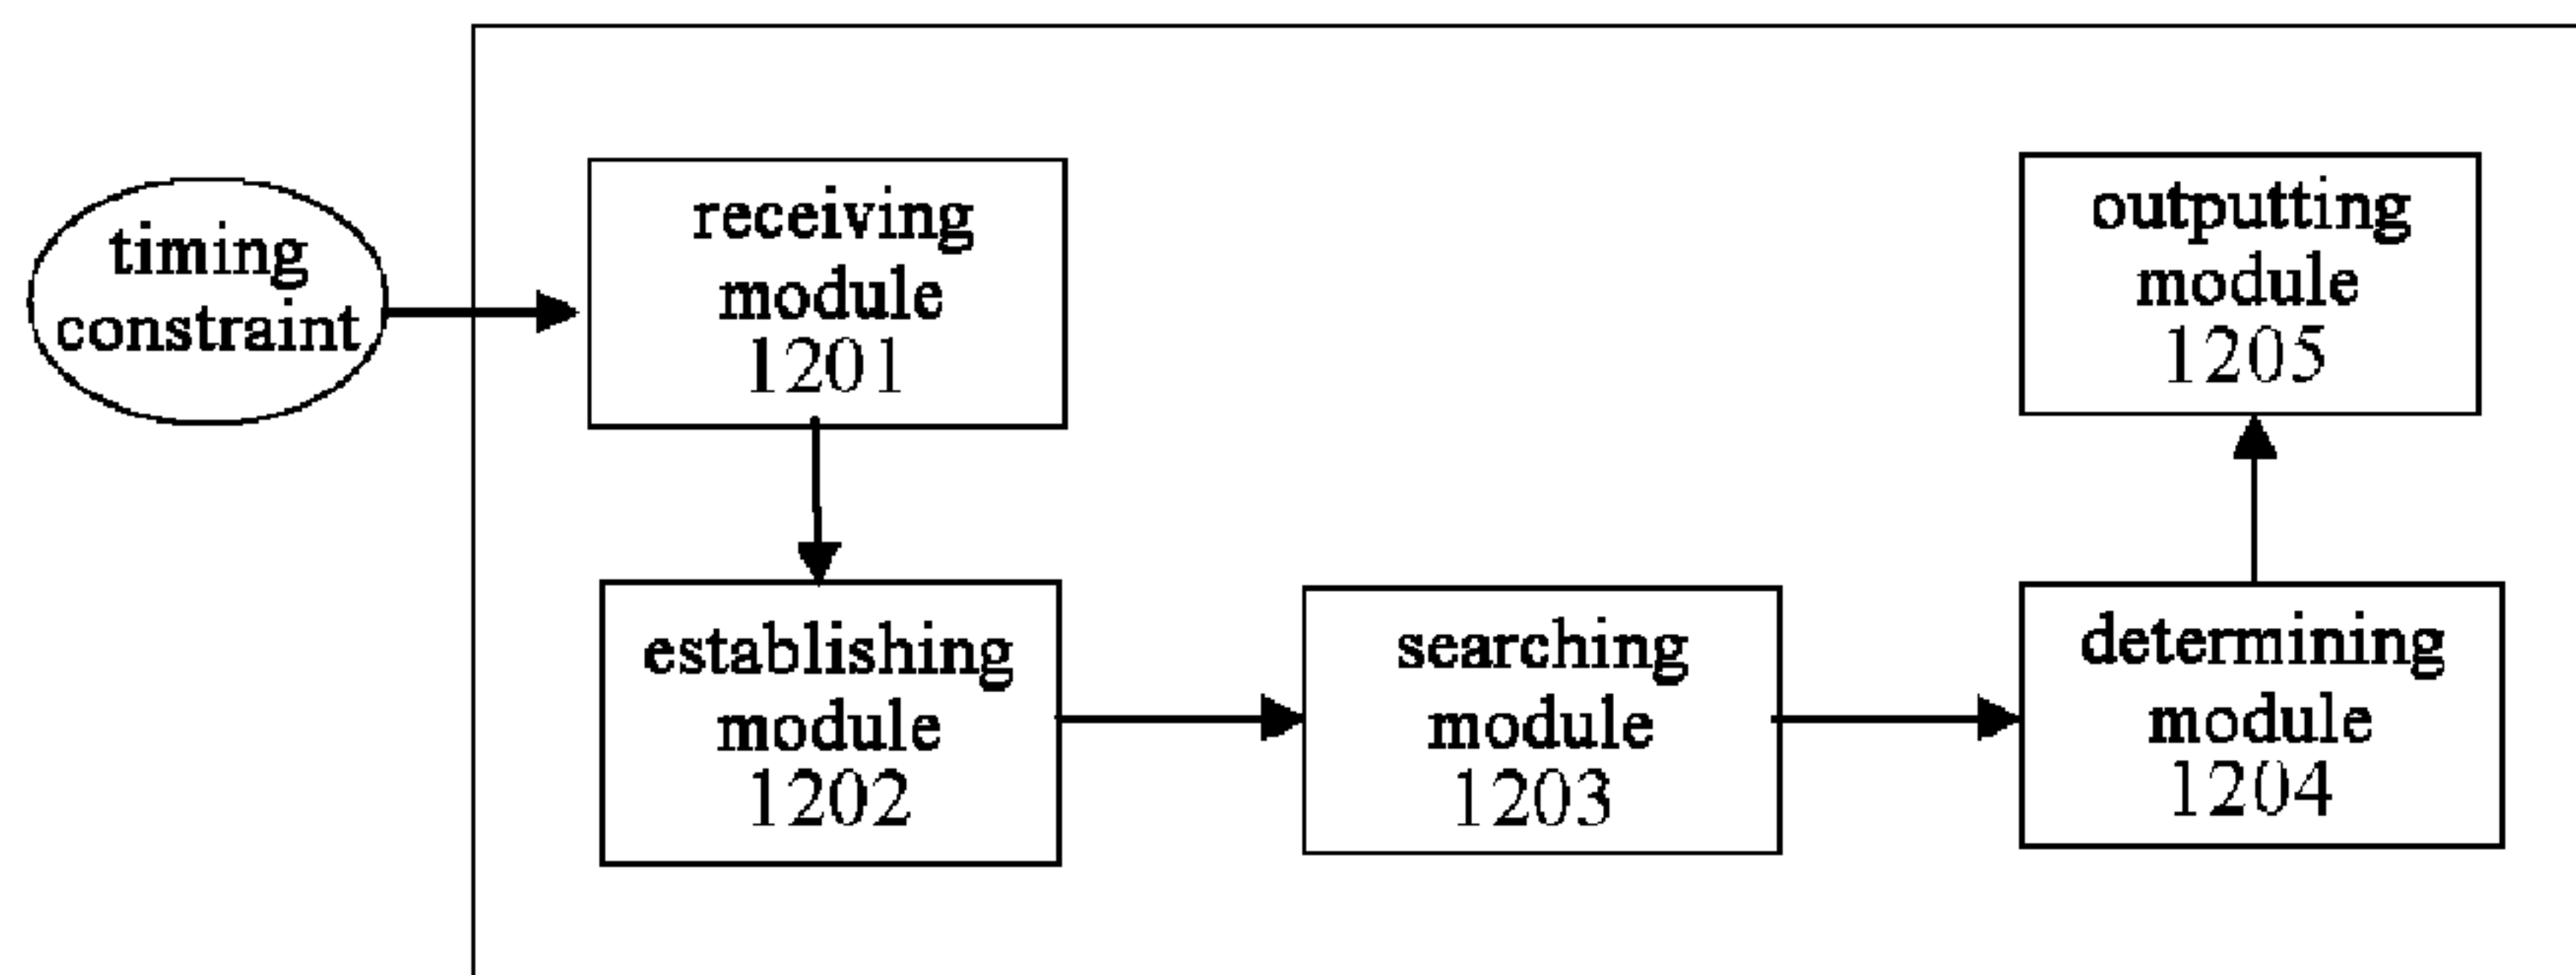 timing
constraint
receiving
module
1201
establishing
module
1202
searching
module
1203
determining
module
1204
outputting
module
1205